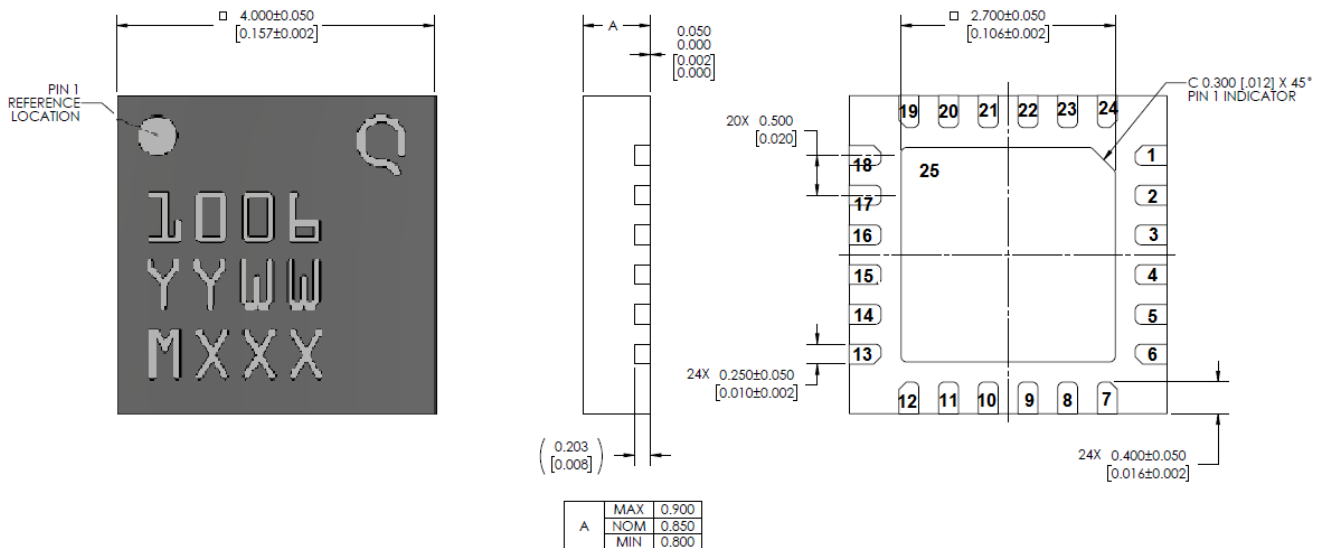 □ 4.000±0.050
[0.157±0.002]
PIN 1
REFERENCE
LOCATION
1006
YYWW
MXXX
A
0.050
0.000
[0.002]
[0.000]
(0.203)
([0.008])
A
MAX 0.900
NOM 0.850
MIN 0.800
□ 2.700±0.050
[0.106±0.002]
C 0.300 [.012] X 45°
PIN 1 INDICATOR
20X 0.500
[0.020]
24X 0.250±0.050
[0.010±0.002]
24X 0.400±0.050
[0.016±0.002]
19 20 21 22 23 24
18
17
16
15
14
13
25
1
2
3
4
5
6
12 11 10 9 8 7